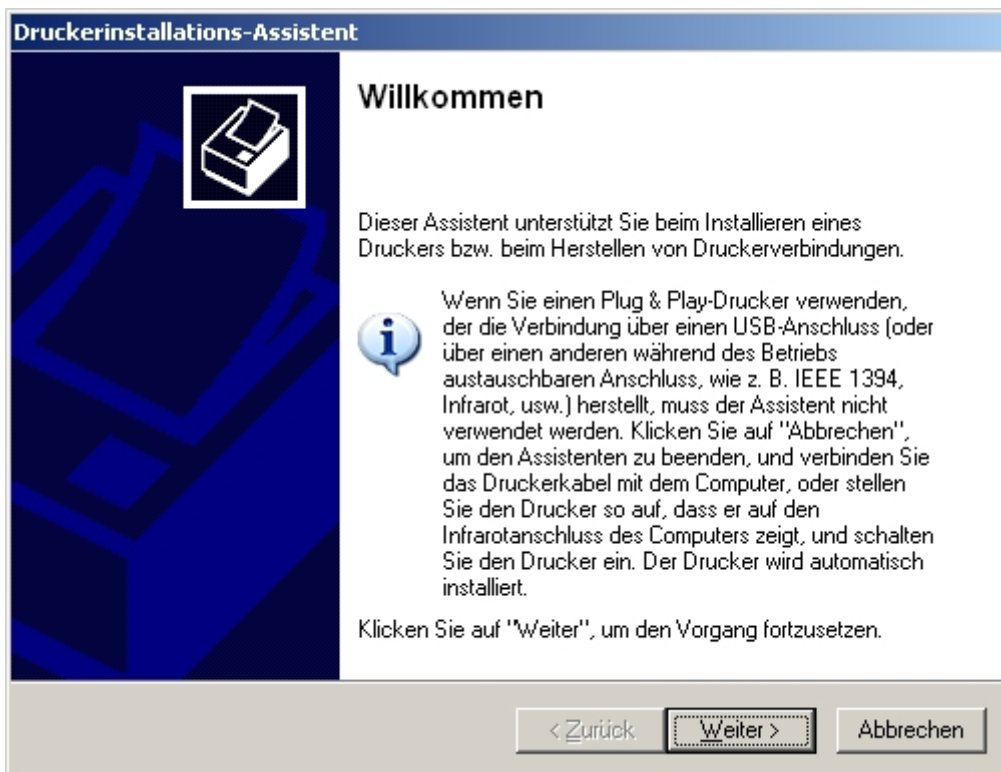 Druckerinstallations-Assistent
Willkommen
Dieser Assistent unterstützt Sie beim Installieren eines
Druckers bzw. beim Herstellen von Druckerverbindungen.
Wenn Sie einen Plug & Play-Drucker verwenden,
der die Verbindung über einen USB-Anschluss (oder
über einen anderen während des Betriebs
austauschbaren Anschluss, wie z. B. IEEE 1394,
Infrarot, usw.) herstellt, muss der Assistent nicht
verwendet werden. Klicken Sie auf "Abbrechen",
um den Assistenten zu beenden, und verbinden Sie
das Druckerkabel mit dem Computer, oder stellen
Sie den Drucker so auf, dass er auf den
Infrarotanschluss des Computers zeigt, und schalten
Sie den Drucker ein. Der Drucker wird automatisch
installiert.
Klicken Sie auf "Weiter", um den Vorgang fortzusetzen.
< Zurück Weiter > Abbrechen